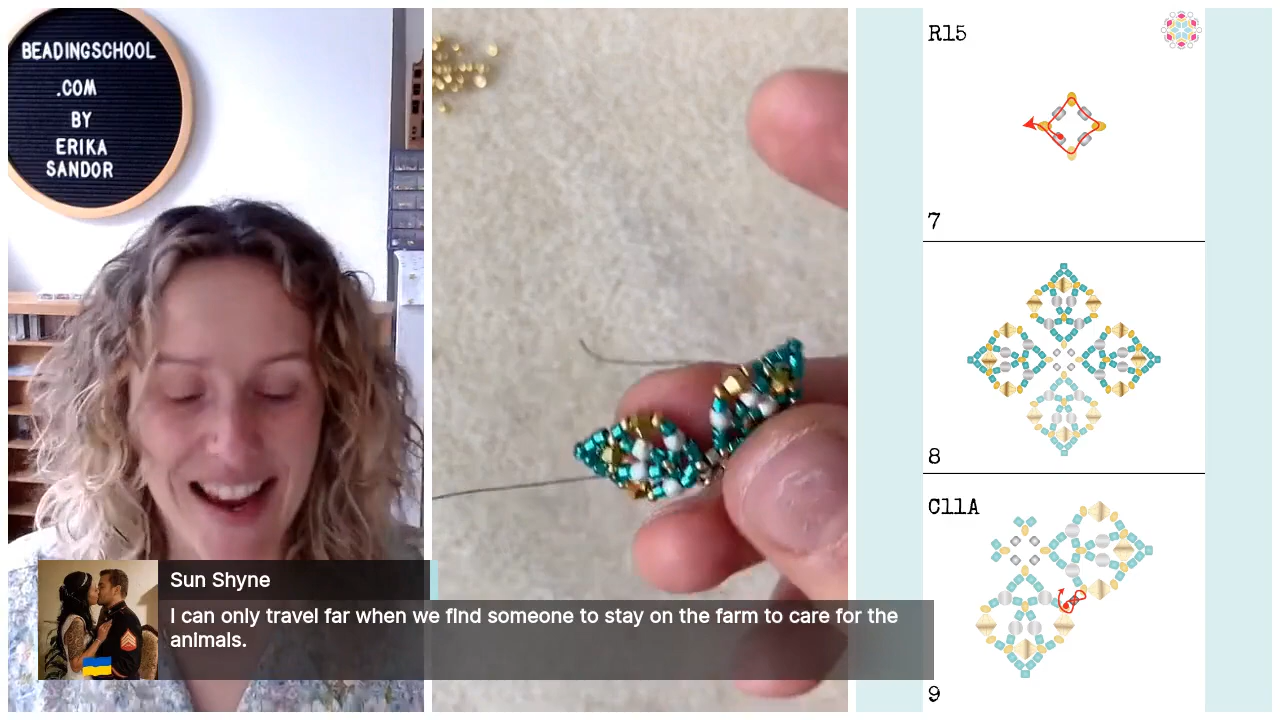 BEADINGSCHOOL
.COM
BY
ERIKA
SANDOR
R15
7
8
C11A
9
Sun Shyne
I can only travel far when we find someone to stay on the farm to care for the
animals.